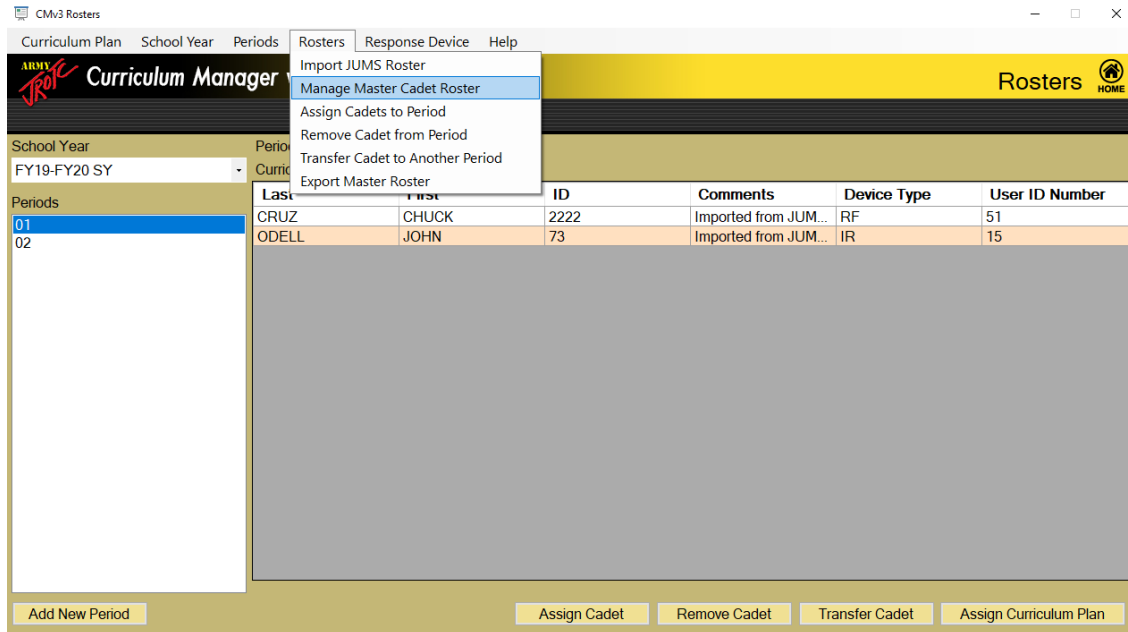 CMv3 Rosters
Curriculum Plan School Year Periods Rosters Response Device Help
Import JUMS Roster
Manage Master Cadet Roster
Assign Cadets to Period
Remove Cadet from Period
Transfer Cadet to Another Period
Export Master Roster
ARMY JROTC
Curriculum Manager
Rosters HOME
School Year
FY19-FY20 SY
Periods
01
02
Last First ID Comments Device Type User ID Number
CRUZ CHUCK 2222 Imported from JUM... RF 51
ODELL JOHN 73 Imported from JUM... IR 15
Add New Period Assign Cadet Remove Cadet Transfer Cadet Assign Curriculum Plan